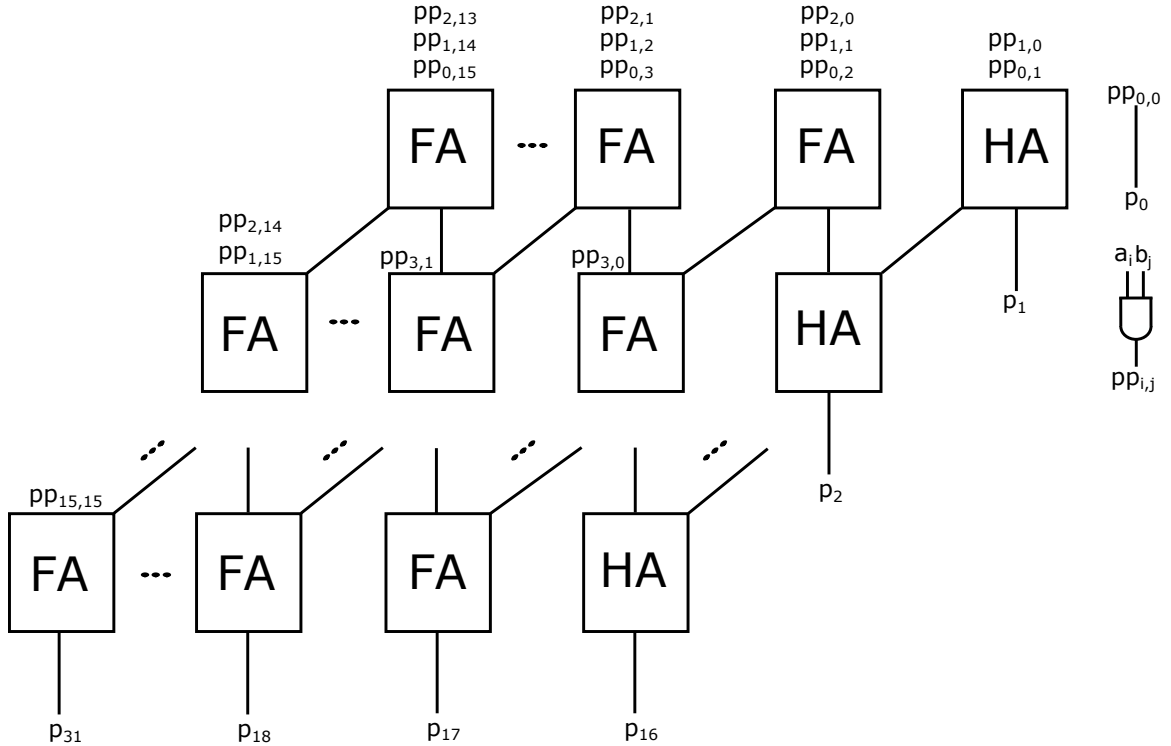 pp2,13 pp2,1 pp2,0
pp1,14 pp1,2 pp1,1 pp1,0
pp0,15 pp0,3 pp0,2 pp0,1
pp0,0
FA ... FA FA HA
p0
pp2,14
pp1,15 pp3,1 pp3,0
aibj
p1
FA ... FA FA HA
ppi,j
p2
pp15,15
FA ... FA FA HA
p31 p18 p17 p16